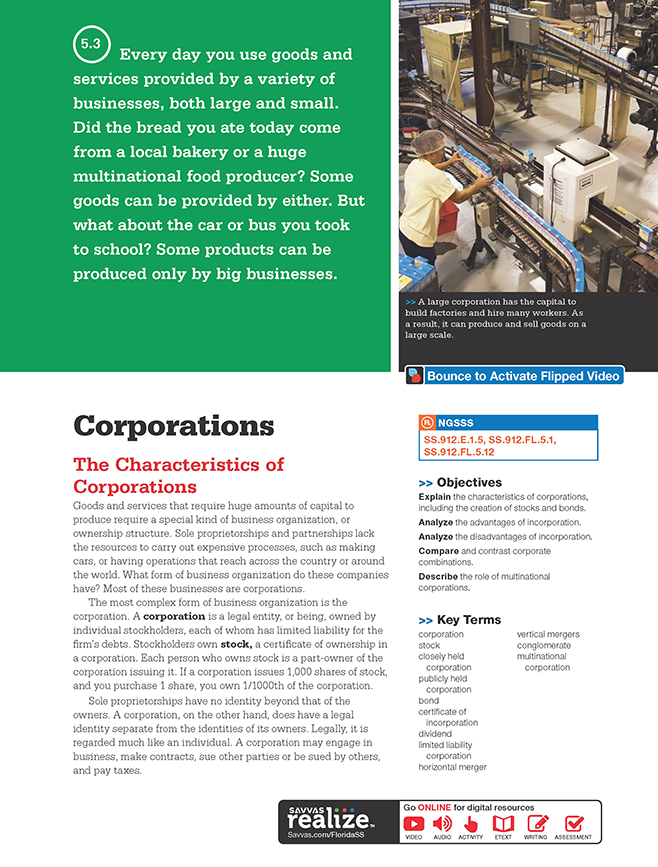 5.3
Every day you use goods and
services provided by a variety of
businesses, both large and small.
Did the bread you ate today come
from a local bakery or a huge
multinational food producer? Some
goods can be provided by either. But
what about the car or bus you took
to school? Some products can be
produced only by big businesses.
>> A large corporation has the capital to
build factories and hire many workers. As
a result, it can produce and sell goods on a
large scale.
Bounce to Activate Flipped Video
Corporations
The Characteristics of
Corporations
Goods and services that require huge amounts of capital to
produce require a special kind of business organization, or
ownership structure. Sole proprietorships and partnerships lack
the resources to carry out expensive processes, such as making
cars, or having operations that reach across the country or around
the world. What form of business organization do these companies
have? Most of these businesses are corporations.
The most complex form of business organization is the
corporation. A corporation is a legal entity, or being, owned by
individual stockholders, each of whom has limited liability for the
firm's debts. Stockholders own stock, a certificate of ownership in
a corporation. Each person who owns stock is a part-owner of the
corporation issuing it. If a corporation issues 1,000 shares of stock,
and you purchase 1 share, you own 1/1000th of the corporation.
Sole proprietorships have no identity beyond that of the
owners. A corporation, on the other hand, does have a legal
identity separate from the identities of its owners. Legally, it is
regarded much like an individual. A corporation may engage in
business, make contracts, sue other parties or be sued by others,
and pay taxes.
FL NGSSS
SS.912.E.1.5, SS.912.FL.5.1,
SS.912.FL.5.12
>> Objectives
Explain the characteristics of corporations,
including the creation of stocks and bonds.
Analyze the advantages of incorporation.
Analyze the disadvantages of incorporation.
Compare and contrast corporate
combinations.
Describe the role of multinational
corporations.
>> Key Terms
corporation
stock
closely held
corporation
publicly held
corporation
bond
certificate of
incorporation
dividend
limited liability
corporation
horizontal merger
vertical mergers
conglomerate
multinational
corporation
SAVVAS
realize™
Savvas.com/FloridaSS
Go ONLINE for digital resources
VIDEO AUDIO ACTIVITY ETEXT WRITING ASSESSMENT